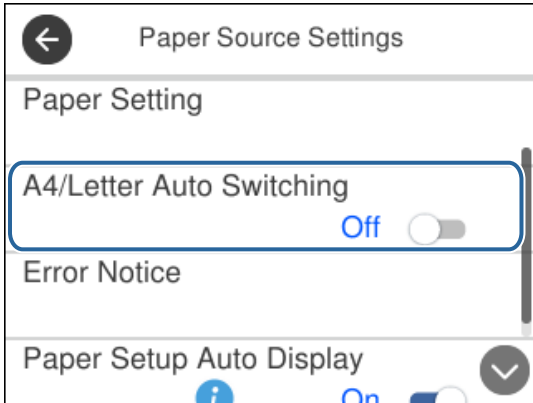 Paper Source Settings
Paper Setting
A4/Letter Auto Switching
Off
Error Notice
Paper Setup Auto Display
i
On